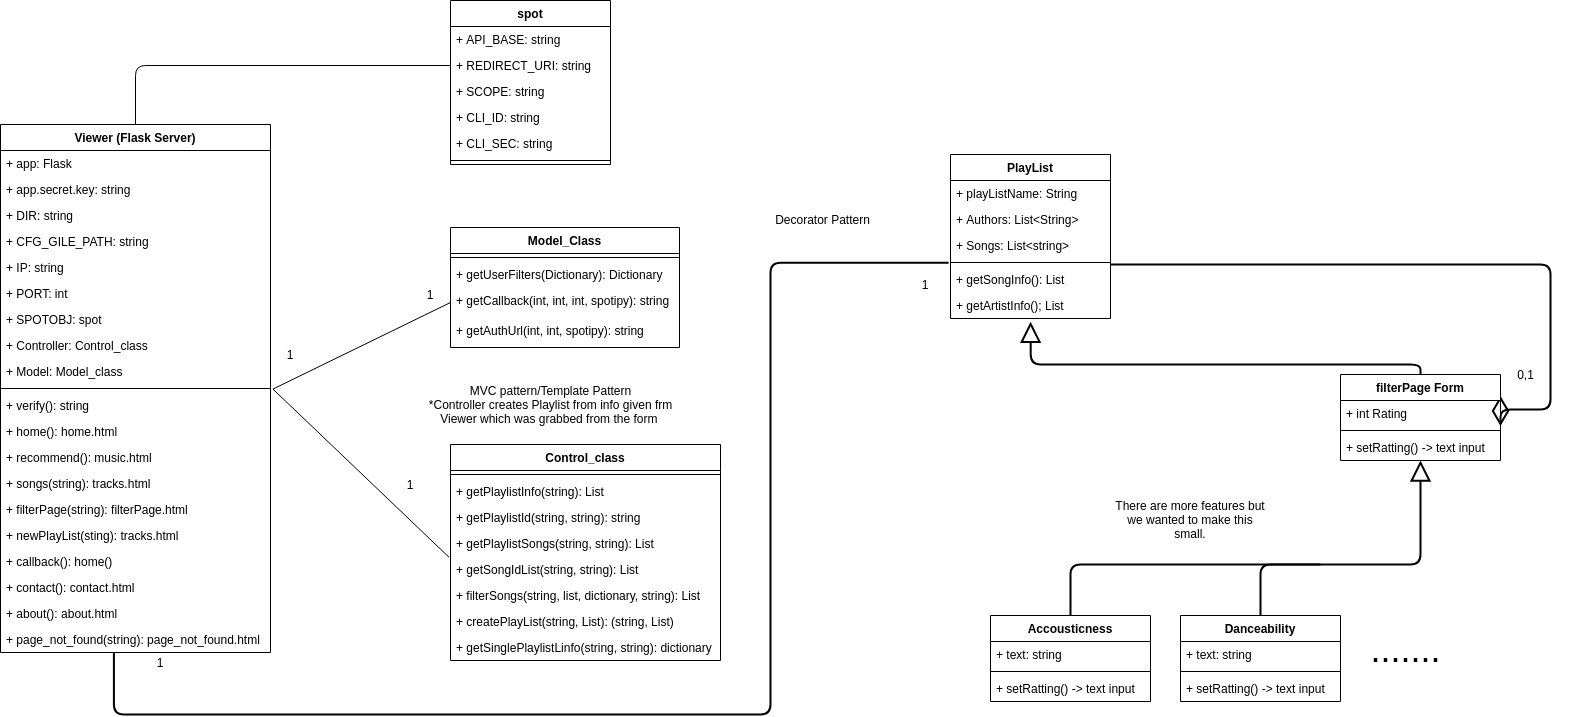 spot
+ API_BASE: string
+ REDIRECT_URI: string
+ SCOPE: string
+ CLI_ID: string
+ CLI_SEC: string
Viewer (Flask Server)
+ app: Flask
+ app.secret.key: string
+ DIR: string
+ CFG_GILE_PATH: string
+ IP: string
+ PORT: int
+ SPOTOBJ: spot
+ Controller: Control_class
+ Model: Model_class
+ verify(): string
+ home(): home.html
+ recommend(): music.html
+ songs(string): tracks.html
+ filterPage(string): filterPage.html
+ newPlayList(sting): tracks.html
+ callback(): home()
+ contact(): contact.html
+ about(): about.html
+ page_not_found(string): page_not_found.html
1
1
1
1
Model_Class
+ getUserFilters(Dictionary): Dictionary
+ getCallback(int, int, int, spotipy): string
+ getAuthUrl(int, int, spotipy): string
MVC pattern/Template Pattern
*Controller creates Playlist from info given frm
Viewer which was grabbed from the form
Control_class
+ getPlaylistInfo(string): List
+ getPlaylistId(string, string): string
+ getPlaylistSongs(string, string): List
+ getSongIdList(string, string): List
+ filterSongs(string, list, dictionary, string): List
+ createPlayList(string, List): (string, List)
+ getSinglePlaylistLinfo(string, string): dictionary
Decorator Pattern
1
PlayList
+ playListName: String
+ Authors: List<String>
+ Songs: List<string>
+ getSongInfo(): List
+ getArtistInfo(); List
0,1
filterPage Form
+ int Rating
+ setRatting() -> text input
There are more features but
we wanted to make this
small.
Accousticness
+ text: string
+ setRatting() -> text input
Danceability
+ text: string
+ setRatting() -> text input
.......